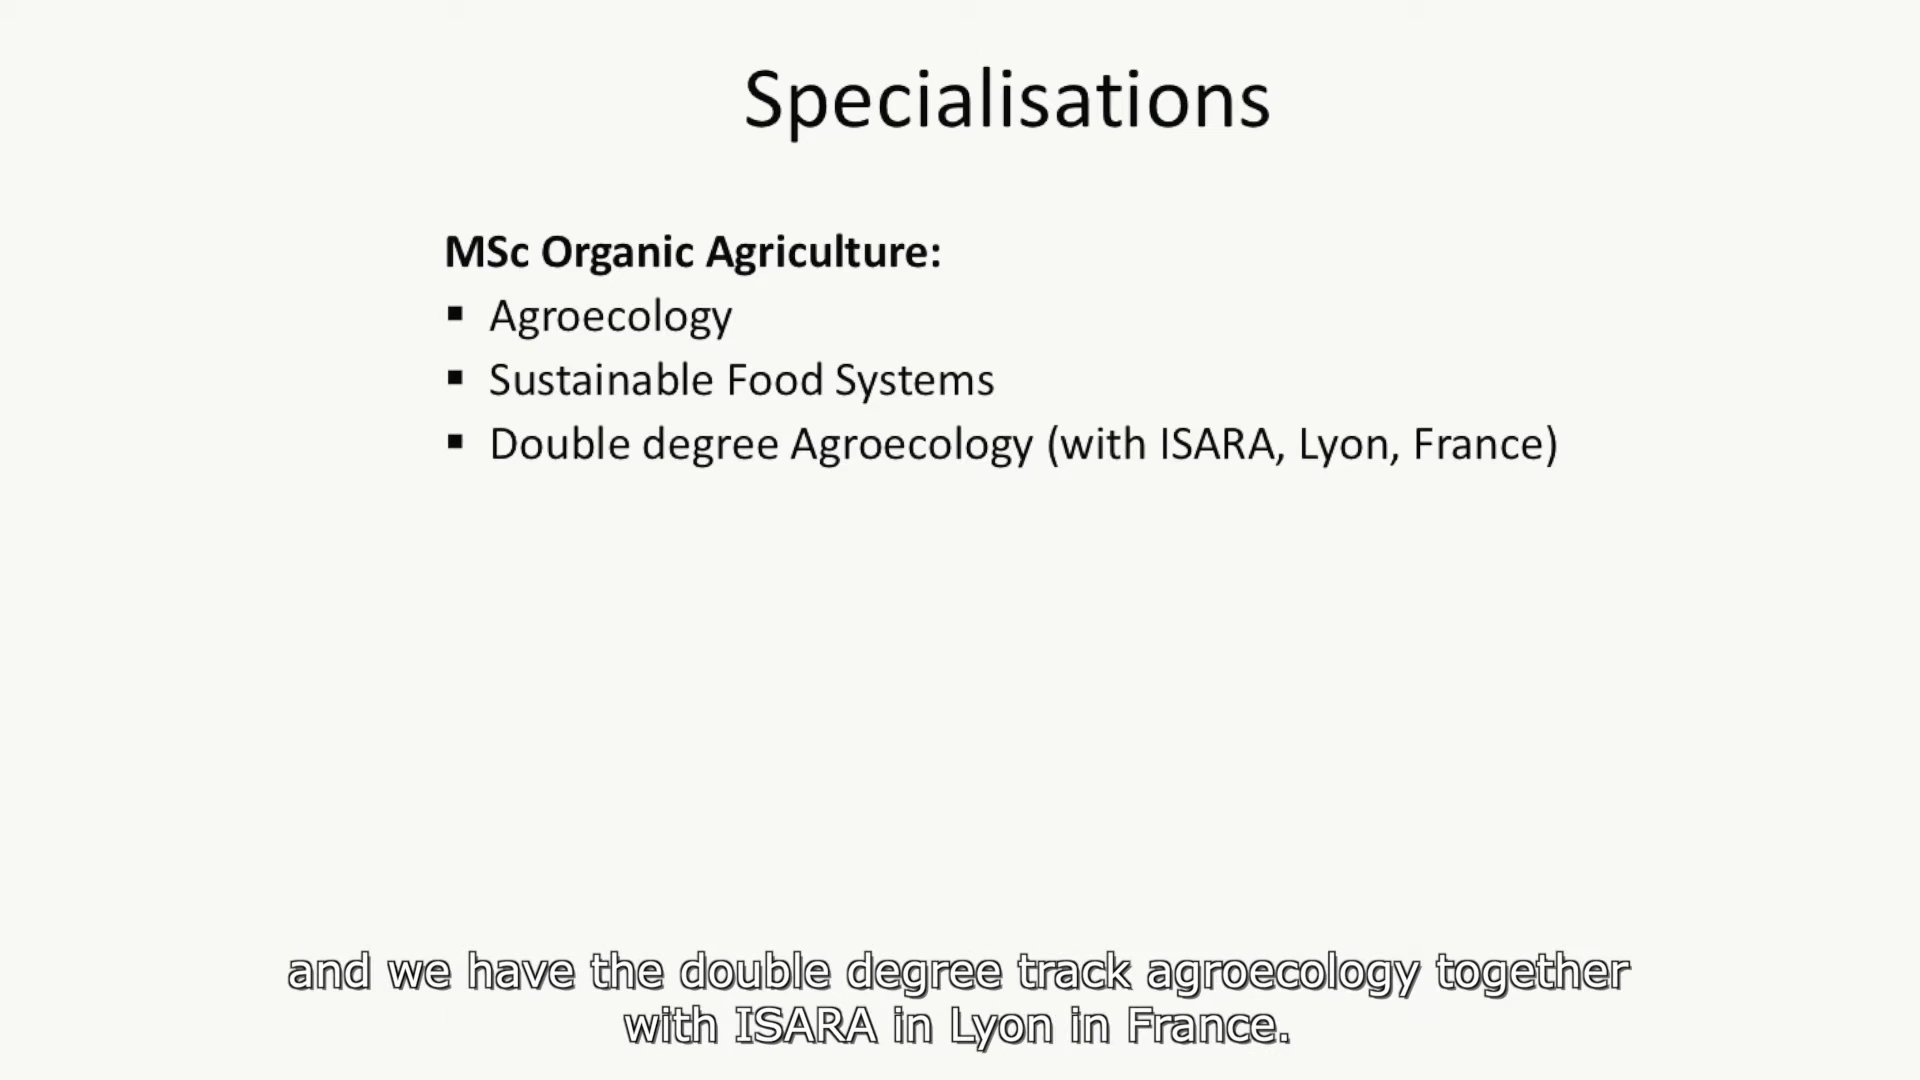 Specialisations
MSc Organic Agriculture:
▪ Agroecology
▪ Sustainable Food Systems
▪ Double degree Agroecology (with ISARA, Lyon, France)
and we have the double degree track agroecology together
with ISARA in Lyon in France.